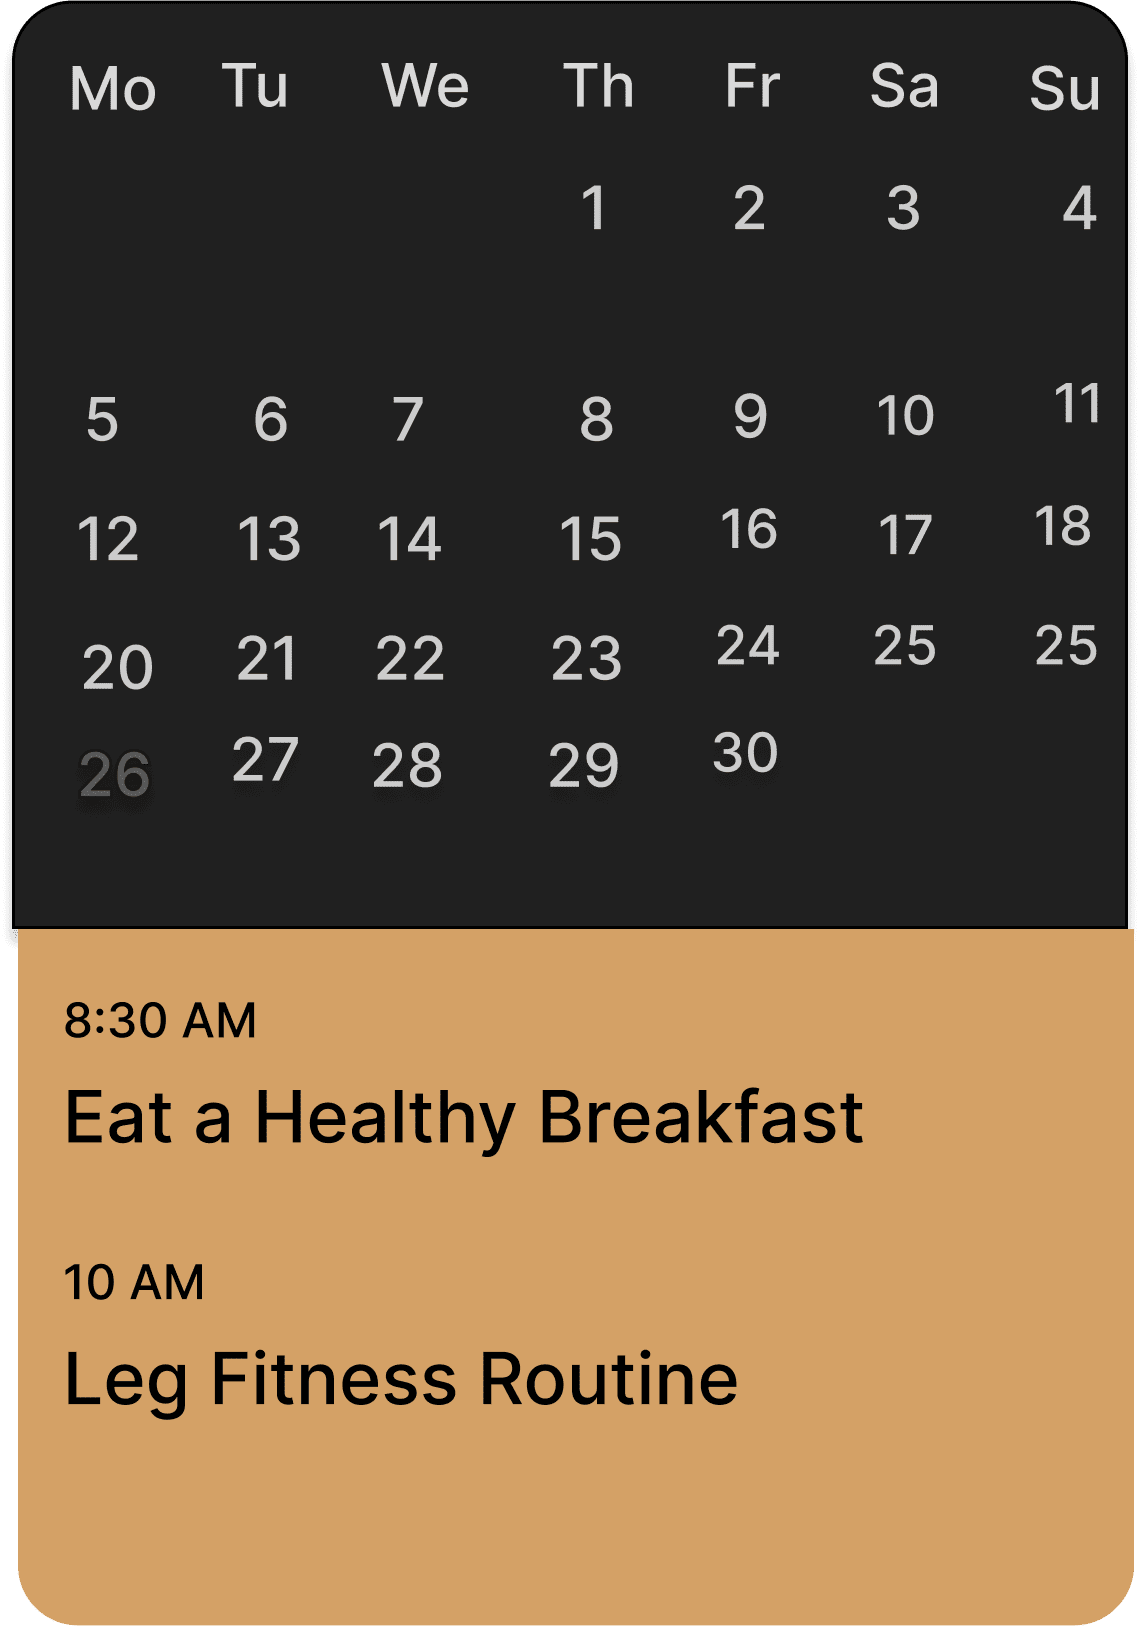 Mo Tu We Th Fr Sa Su
1 2 3 4
5 6 7 8 9 10 11
12 13 14 15 16 17 18
20 21 22 23 24 25 25
26 27 28 29 30
8:30 AM
Eat a Healthy Breakfast
10 AM
Leg Fitness Routine